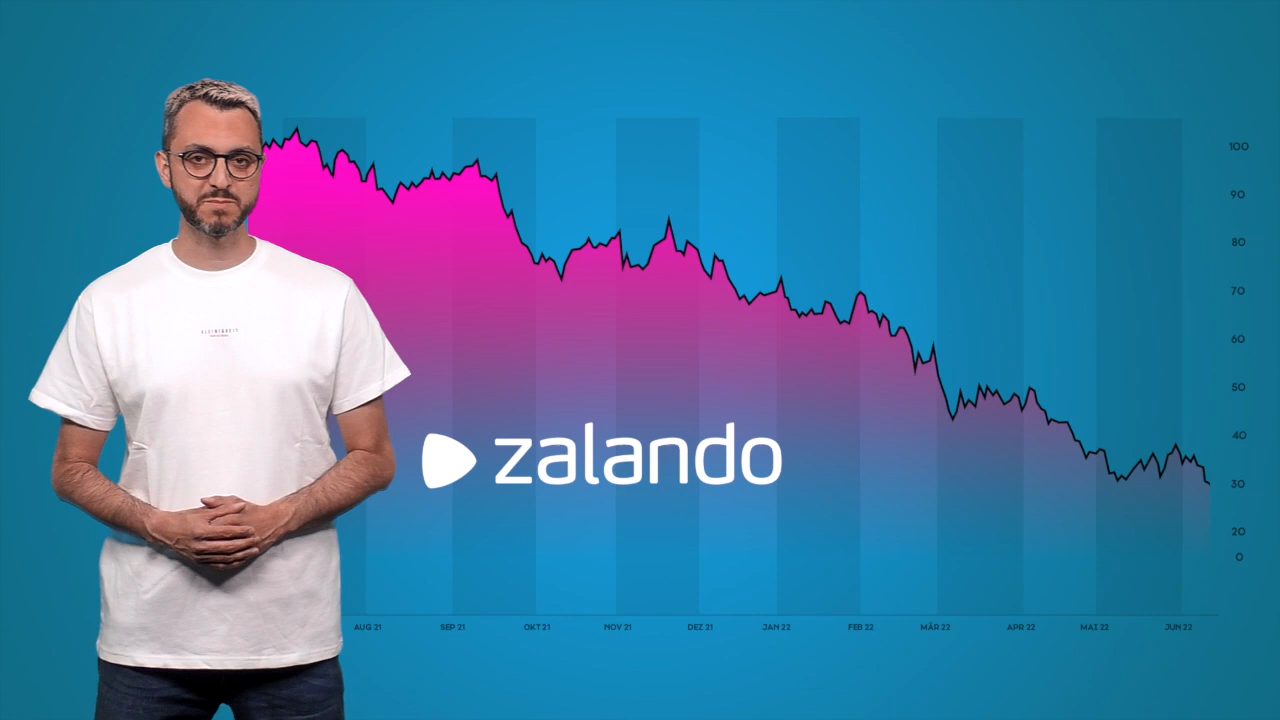 100
90
80
70
60
50
40
30
20
0
KLEINIGKEIT
zalando
AUG 21
SEP 21
OKT 21
NOV 21
DEZ 21
JAN 22
FEB 22
MÄR 22
APR 22
MAI 22
JUN 22